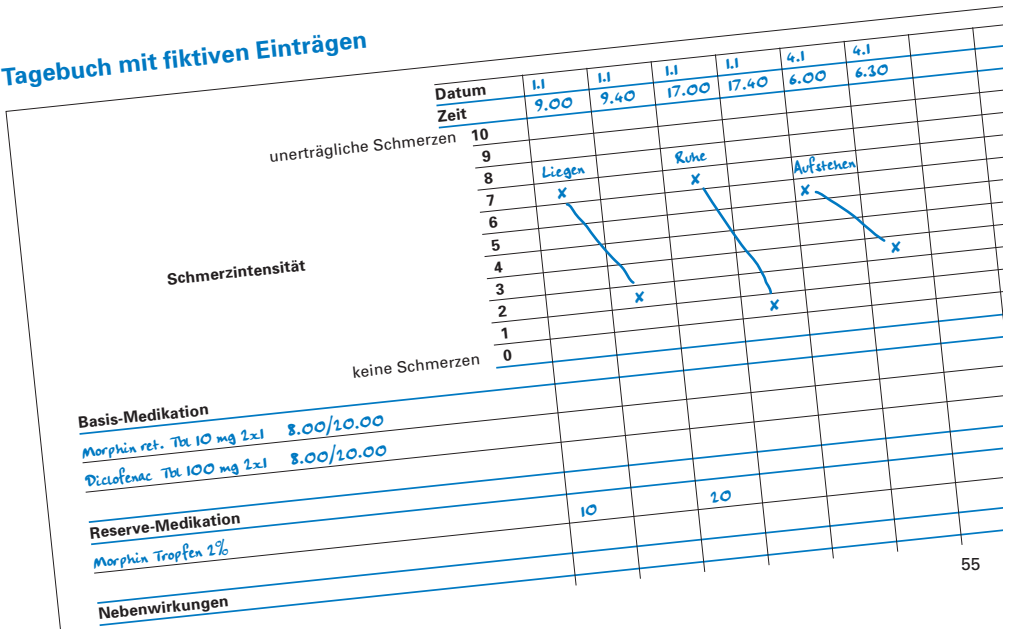 Tagebuch mit fiktiven Einträgen
Datum 1.1 1.1 1.1 1.1 4.1 4.1
Zeit 9.00 9.40 17.00 17.40 6.00 6.30
unerträgliche Schmerzen 10
9
8 Liegen Ruhe Aufstehen
7 x x x
6
5 x
Schmerzintensität
4
3
2 x x
1
keine Schmerzen 0
Basis-Medikation
Morphin ret. Tbl 10 mg 2x1 8.00/20.00
Diclofenac Tbl 100 mg 2x1 8.00/20.00
Reserve-Medikation
Morphin Tropfen 2% 10 20
Nebenwirkungen
55